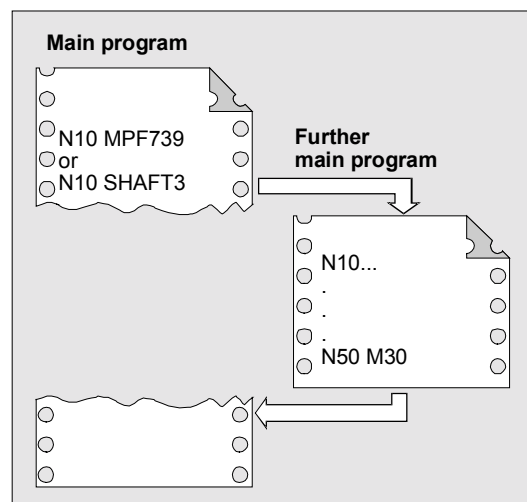 Main program
N10 MPF739
or
N10 SHAFT3
Further
main program
N10...
.
.
.
N50 M30